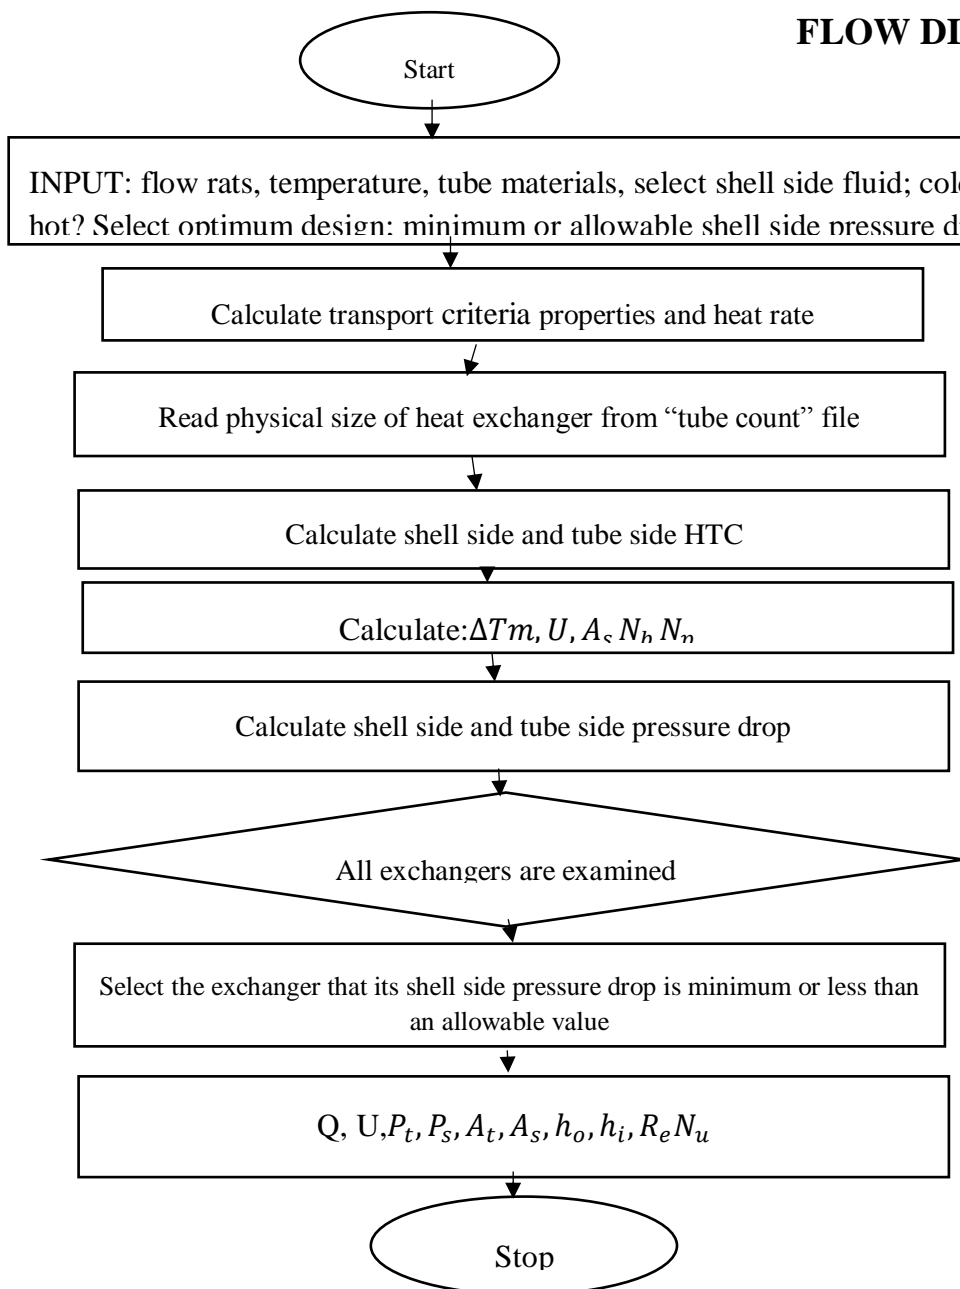 FLOW DI
Start
INPUT: flow rats, temperature, tube materials, select shell side fluid; cold
hot? Select optimum design: minimum or allowable shell side pressure d
Calculate transport criteria properties and heat rate
Read physical size of heat exchanger from “tube count” file
Calculate shell side and tube side HTC
Calculate:ΔTm, U, A_s N_b N_p
Calculate shell side and tube side pressure drop
All exchangers are examined
Select the exchanger that its shell side pressure drop is minimum or less than
an allowable value
Q, U,P_t, P_s, A_t, A_s, h_o, h_i, R_e N_u
Stop